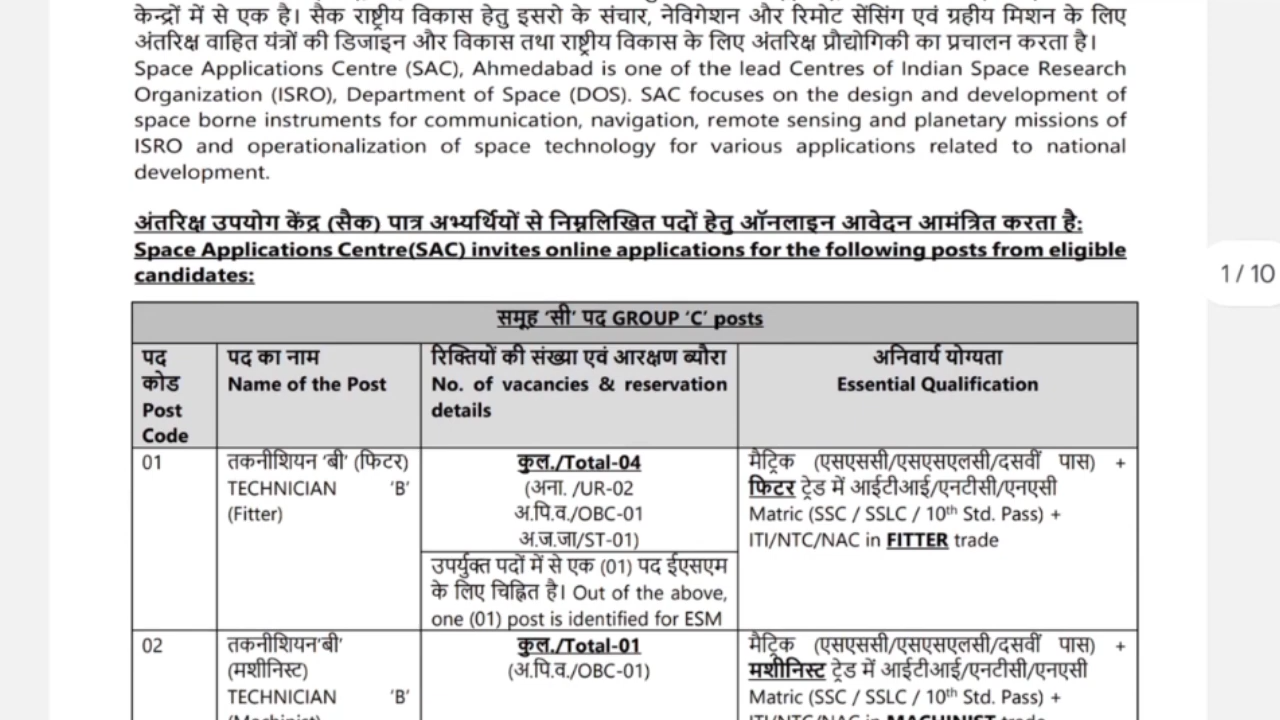 केन्द्रों में से एक है। सैक राष्ट्रीय विकास हेतु इसरो के संचार, नेविगेशन और रिमोट सेंसिंग एवं ग्रहीय मिशन के लिए
अंतरिक्ष वाहित यंत्रों की डिजाइन और विकास तथा राष्ट्रीय विकास के लिए अंतरिक्ष प्रौद्योगिकी का प्रचालन करता है।
Space Applications Centre (SAC), Ahmedabad is one of the lead Centres of Indian Space Research
Organization (ISRO), Department of Space (DOS). SAC focuses on the design and development of
space borne instruments for communication, navigation, remote sensing and planetary missions of
ISRO and operationalization of space technology for various applications related to national
development.
अंतरिक्ष उपयोग केंद्र (सैक) पात्र अभ्यर्थियों से निम्नलिखित पदों हेतु ऑनलाइन आवेदन आमंत्रित करता है:
Space Applications Centre(SAC) invites online applications for the following posts from eligible
candidates:
1 / 10
समूह 'सी' पद GROUP 'C' posts
पद
कोड
Post
Code
पद का नाम
Name of the Post
रिक्तियों की संख्या एवं आरक्षण ब्यौरा
No. of vacancies & reservation
details
अनिवार्य योग्यता
Essential Qualification
01
तकनीशियन 'बी' (फिटर)
TECHNICIAN 'B'
(Fitter)
कुल./Total-04
(अना. /UR-02
अ.पि.व./OBC-01
अ.ज.जा/ST-01)
उपर्युक्त पदों में से एक (01) पद ईएसएम
के लिए चिह्नित है। Out of the above,
one (01) post is identified for ESM
मैट्रिक (एसएससी/एसएसएलसी/दसवीं पास) +
फिटर ट्रेड में आईटीआई/एनटीसी/एनएसी
Matric (SSC / SSLC / 10th Std. Pass) +
ITI/NTC/NAC in FITTER trade
02
तकनीशियन'बी'
(मशीनिस्ट)
TECHNICIAN 'B'
(Machinist)
कुल./Total-01
(अ.पि.व./OBC-01)
मैट्रिक (एसएससी/एसएसएलसी/दसवीं पास) +
मशीनिस्ट ट्रेड में आईटीआई/एनटीसी/एनएसी
Matric (SSC / SSLC / 10th Std. Pass) +
ITI/NTC/NAC in MACHINIST trade